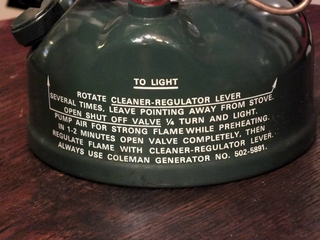 TO LIGHT
ROTATE CLEANER-REGULATOR LEVER
SEVERAL TIMES, LEAVE POINTING AWAY FROM STOVE.
OPEN SHUT OFF VALVE ¼ TURN AND LIGHT.
PUMP AIR FOR STRONG FLAME WHILE PREHEATING.
IN 1-2 MINUTES OPEN VALVE COMPLETELY, THEN
REGULATE FLAME WITH CLEANER-REGULATOR LEVER.
ALWAYS USE COLEMAN GENERATOR NO. 502-5891.